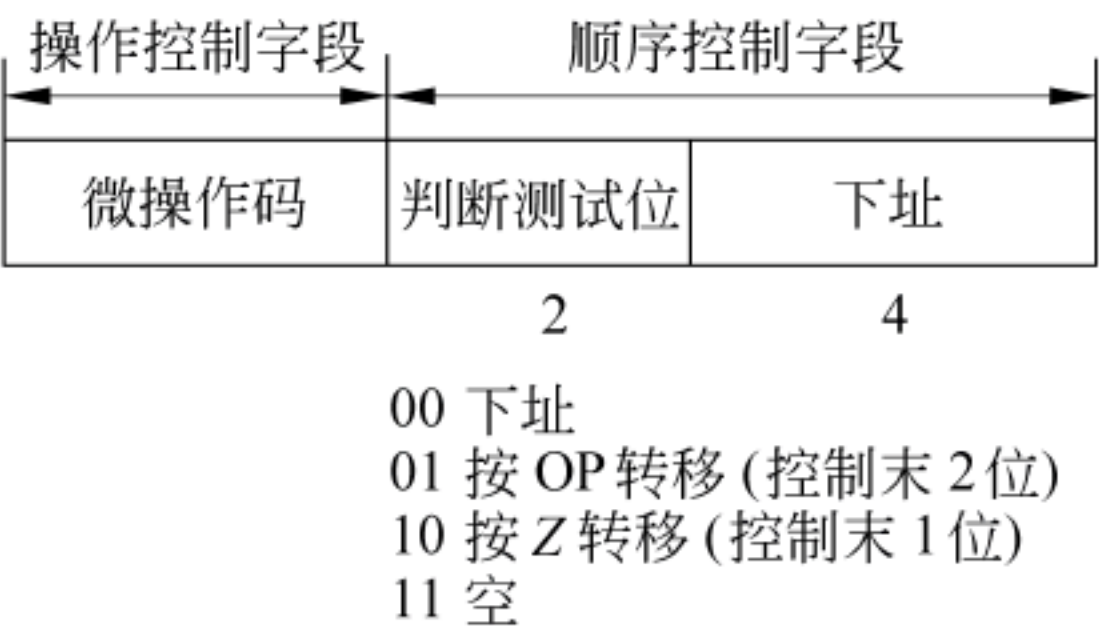 操作控制字段 顺序控制字段
微操作码 判断测试位 下址
2 4
00 下址
01 按 OP 转移 (控制末 2 位)
10 按 Z 转移 (控制末 1 位)
11 空